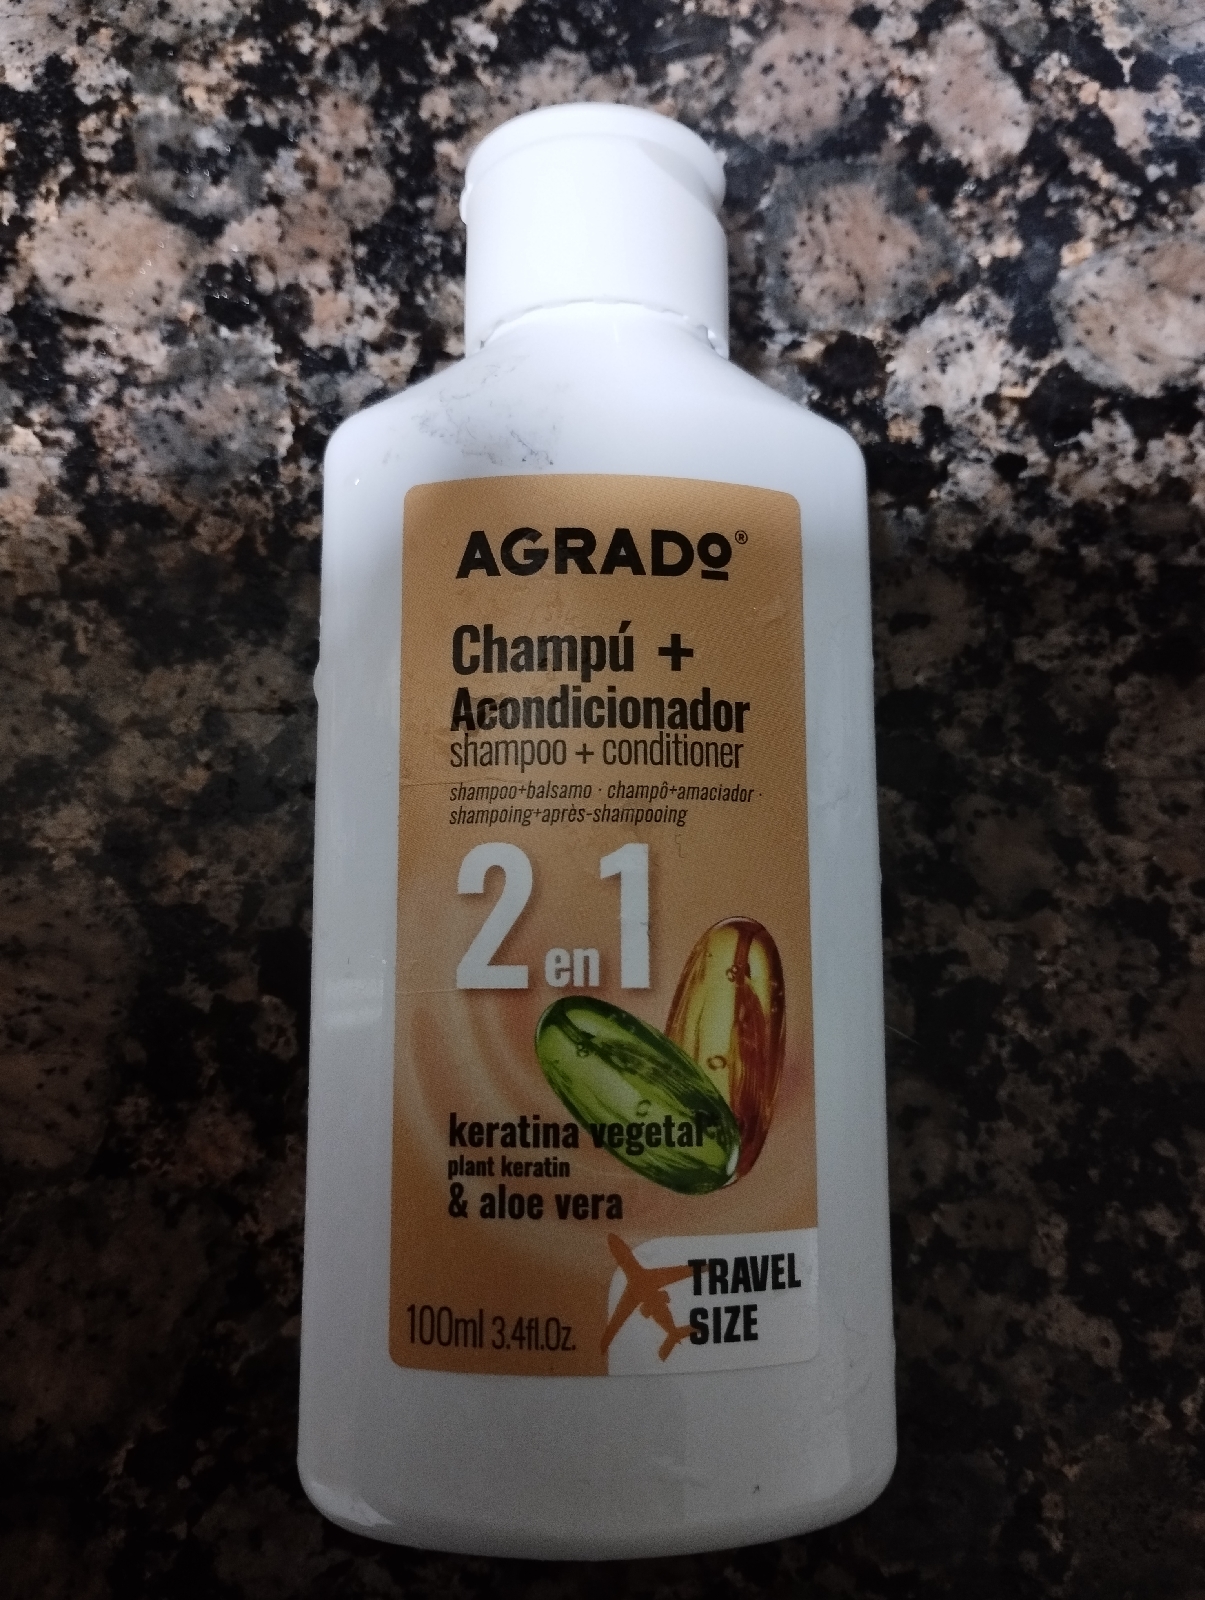 AGRADO®
Champú +
Acondicionador
shampoo + conditioner
shampoo+balsamo · champô+amaciador ·
shampoing+après-shampooing
2 en 1
keratina vegetal
plant keratin
& aloe vera
TRAVEL
SIZE
100ml 3.4fl.Oz.